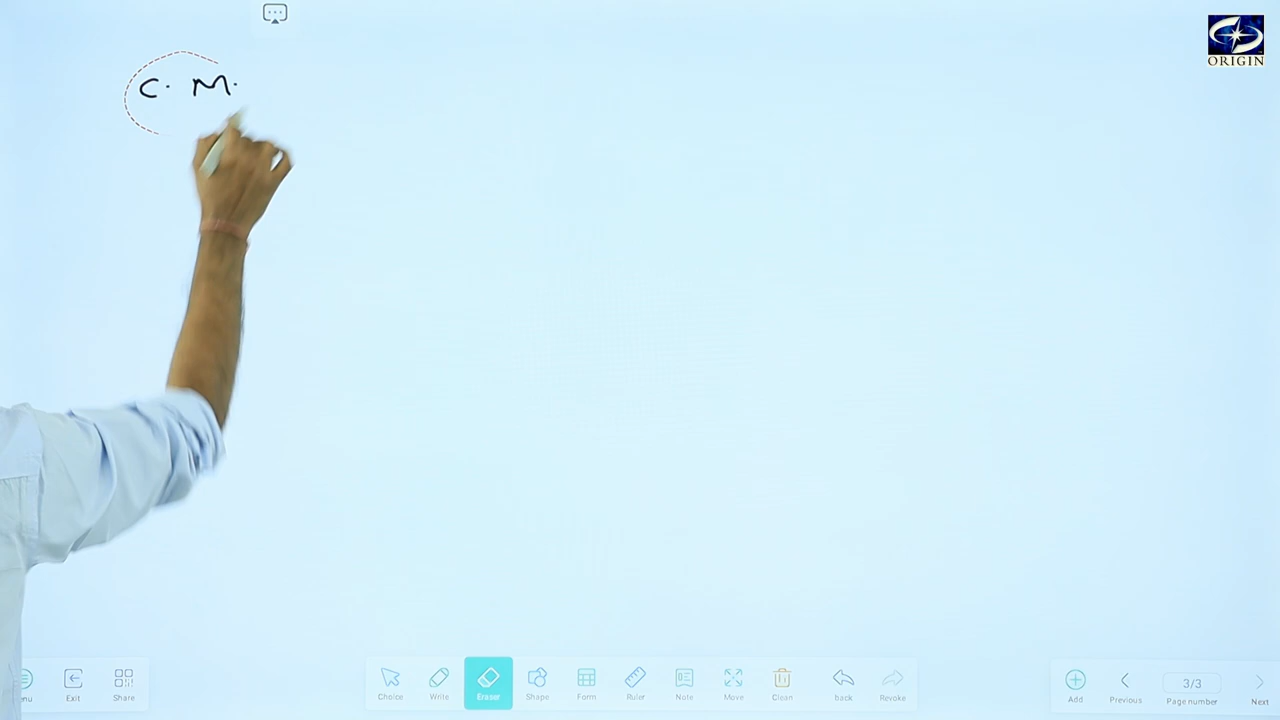 ORIGIN
C. M.
nu
Exit
Share
Choice
Write
Eraser
Shape
Form
Ruler
Note
Move
Clean
back
Revoke
Add
Previous
3/3
Page number
Next